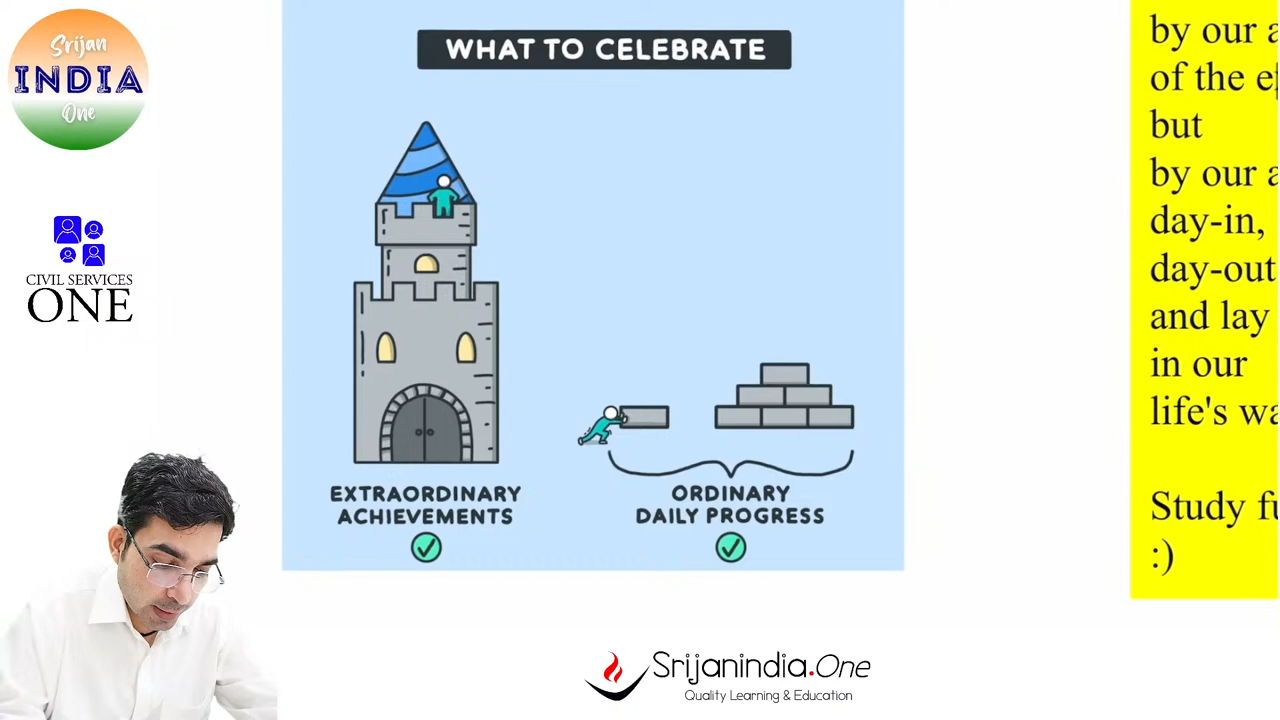 Srijan
INDIA
One
CIVIL SERVICES
ONE
WHAT TO CELEBRATE
EXTRAORDINARY
ACHIEVEMENTS
ORDINARY
DAILY PROGRESS
by our
of the
but
by our
day-in,
day-out
and lay
in our
life's
Study
:)
Srijanindia.One
Quality Learning & Education